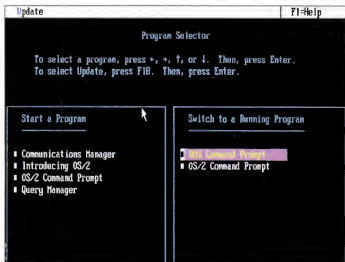 Update
F1=Help
Program Selector
To select a program, press ←, →, ↑, or ↓. Then, press Enter.
To select Update, press F10. Then, press Enter.
Start a Program
Communications Manager
Introducing OS/2
OS/2 Command Prompt
Query Manager
Switch to a Running Program
DOS Command Prompt
OS/2 Command Prompt